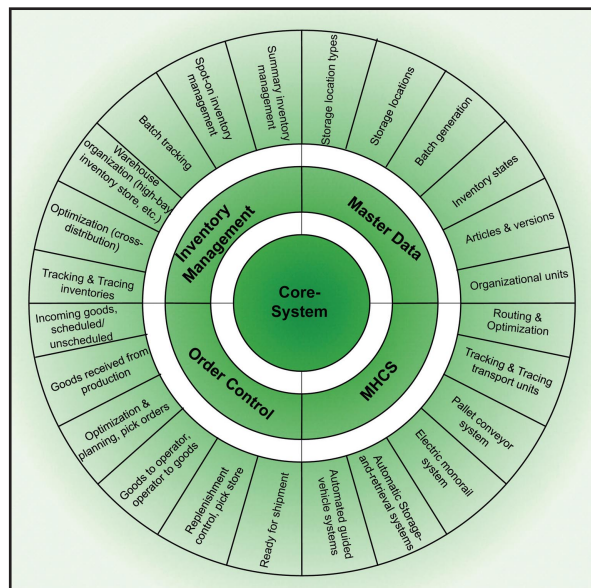 Core-
System
Master Data
MHCS
Order Control
Inventory
Management
Storage location types
Storage locations
Batch generation
Inventory states
Articles & versions
Organizational units
Routing &
Optimization
Tracking & Tracing
transport units
Pallet conveyor
system
Electric monorail
system
Automatic Storage-
and-retrieval systems
Automated guided
vehicle systems
Ready for shipment
Replenishment
control, pick store
Goods to operator,
operator to goods
Optimization &
planning, pick orders
Goods received from
production
Incoming goods,
scheduled/
unscheduled
Tracking & Tracing
inventories
Optimization (cross-
distribution)
Warehouse
organization (high-bay
inventory store, etc.)
Batch tracking
Spot-on inventory
management
Summary inventory
management